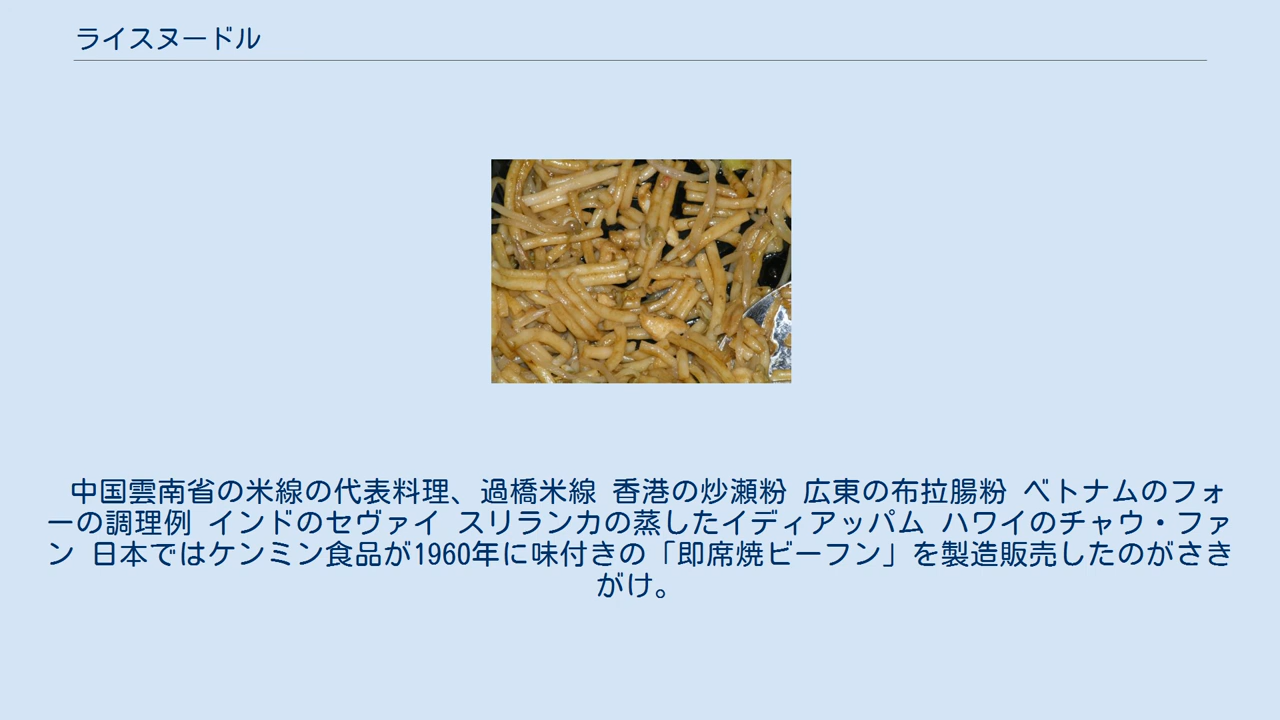 ライスヌードル
中国雲南省の米線の代表料理、過橋米線 香港の炒瀬粉 広東の布拉腸粉 ベトナムのフォ
ーの調理例 インドのセヴァイ スリランカの蒸したイディアッパム ハワイのチャウ・ファ
ン 日本ではケンミン食品が1960年に味付きの「即席焼ビーフン」を製造販売したのがさき
がけ。